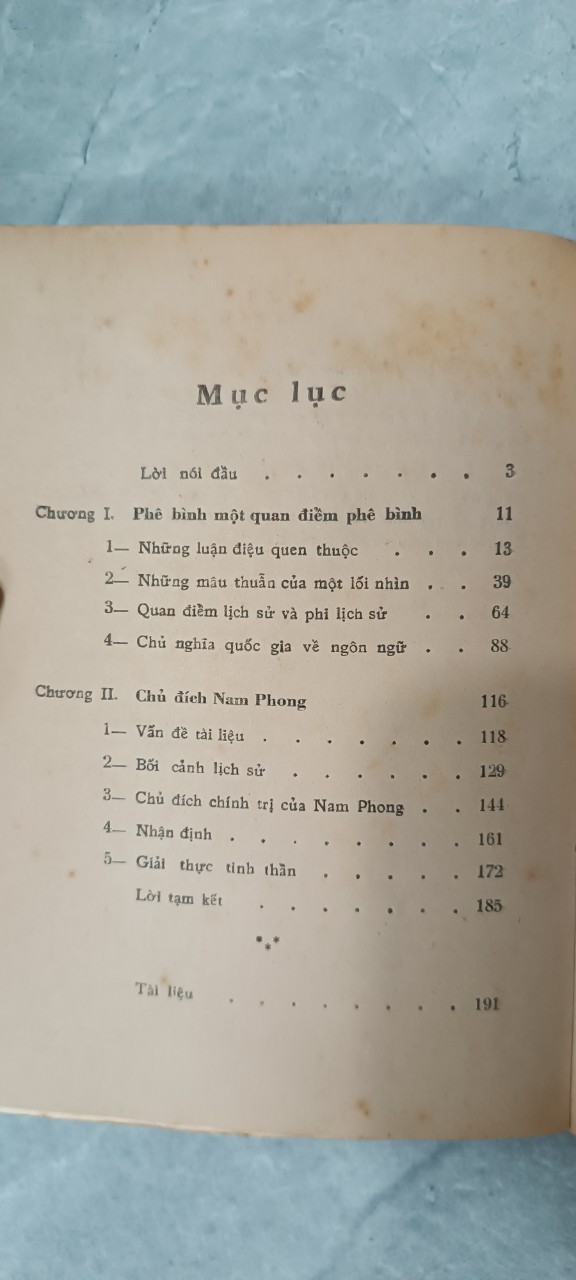 Mục lục
Lời nói đầu . . . . . . . 3
Chương I. Phê bình một quan điểm phê bình 11
1— Những luận điệu quen thuộc . . . 13
2— Những mâu thuẫn của một lối nhìn . . 39
3— Quan điểm lịch sử và phi lịch sử . . 64
4— Chủ nghĩa quốc gia về ngôn ngữ . . 88
Chương II. Chủ đích Nam Phong 116
1— Vấn đề tài liệu . . . . . . . 118
2— Bối cảnh lịch sử . . . . . . 129
3— Chủ đích chính trị của Nam Phong . . 144
4— Nhận định . . . . . . . . 161
5— Giải thực tinh thần . . . . . 172
Lời tạm kết . . . . . . . 185
***
Tài liệu . . . . . . . . 191